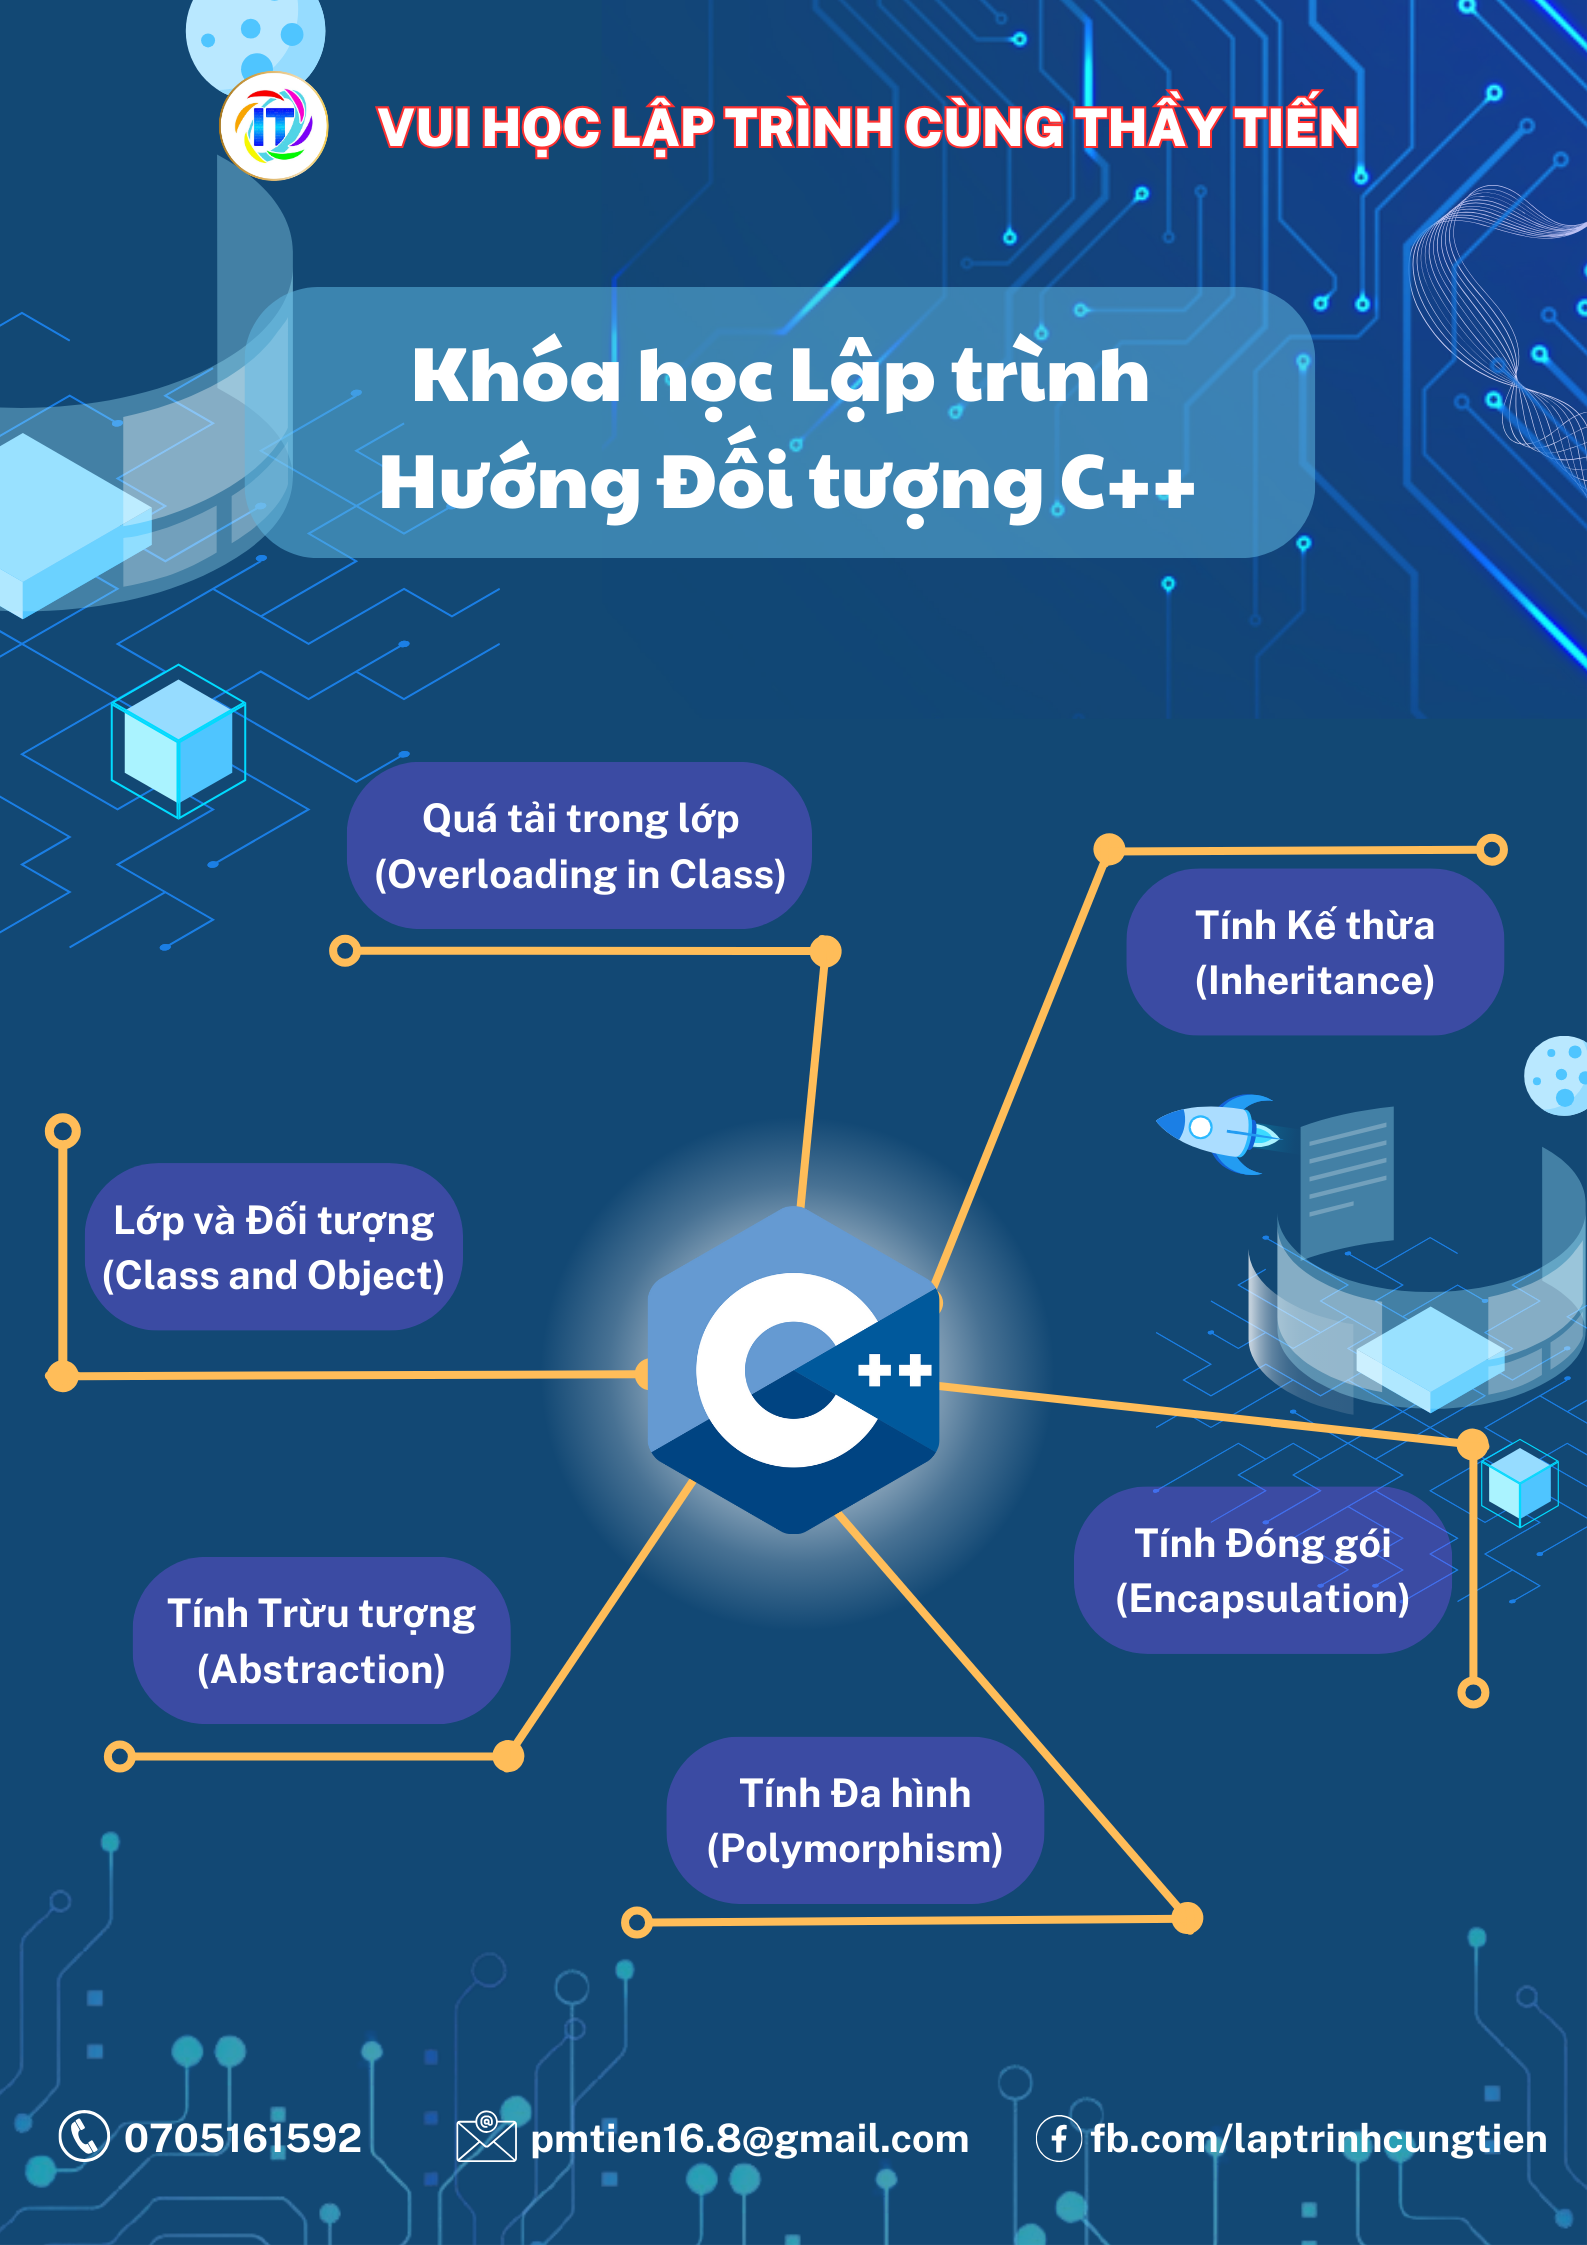 IT
VUI HỌC LẬP TRÌNH CÙNG THẦY TIẾN
Khóa học Lập trình
Hướng Đối tượng C++
Quá tải trong lớp
(Overloading in Class)
Tính Kế thừa
(Inheritance)
Lớp và Đối tượng
(Class and Object)
C++
Tính Đóng gói
(Encapsulation)
Tính Trừu tượng
(Abstraction)
Tính Đa hình
(Polymorphism)
0705161592
pmtien16.8@gmail.com
fb.com/laptrinhcungtien